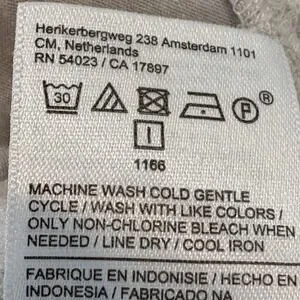 Herikerbergweg 238 Amsterdam 1101
CM, Netherlands
RN 54023 / CA 17897
30 P ®
1166
MACHINE WASH COLD GENTLE
CYCLE / WASH WITH LIKE COLORS /
ONLY NON-CHLORINE BLEACH WHEN
NEEDED / LINE DRY / COOL IRON
FABRIQUE EN INDONISIE / HECHO EN
INDONESIA / FABRICADO NA